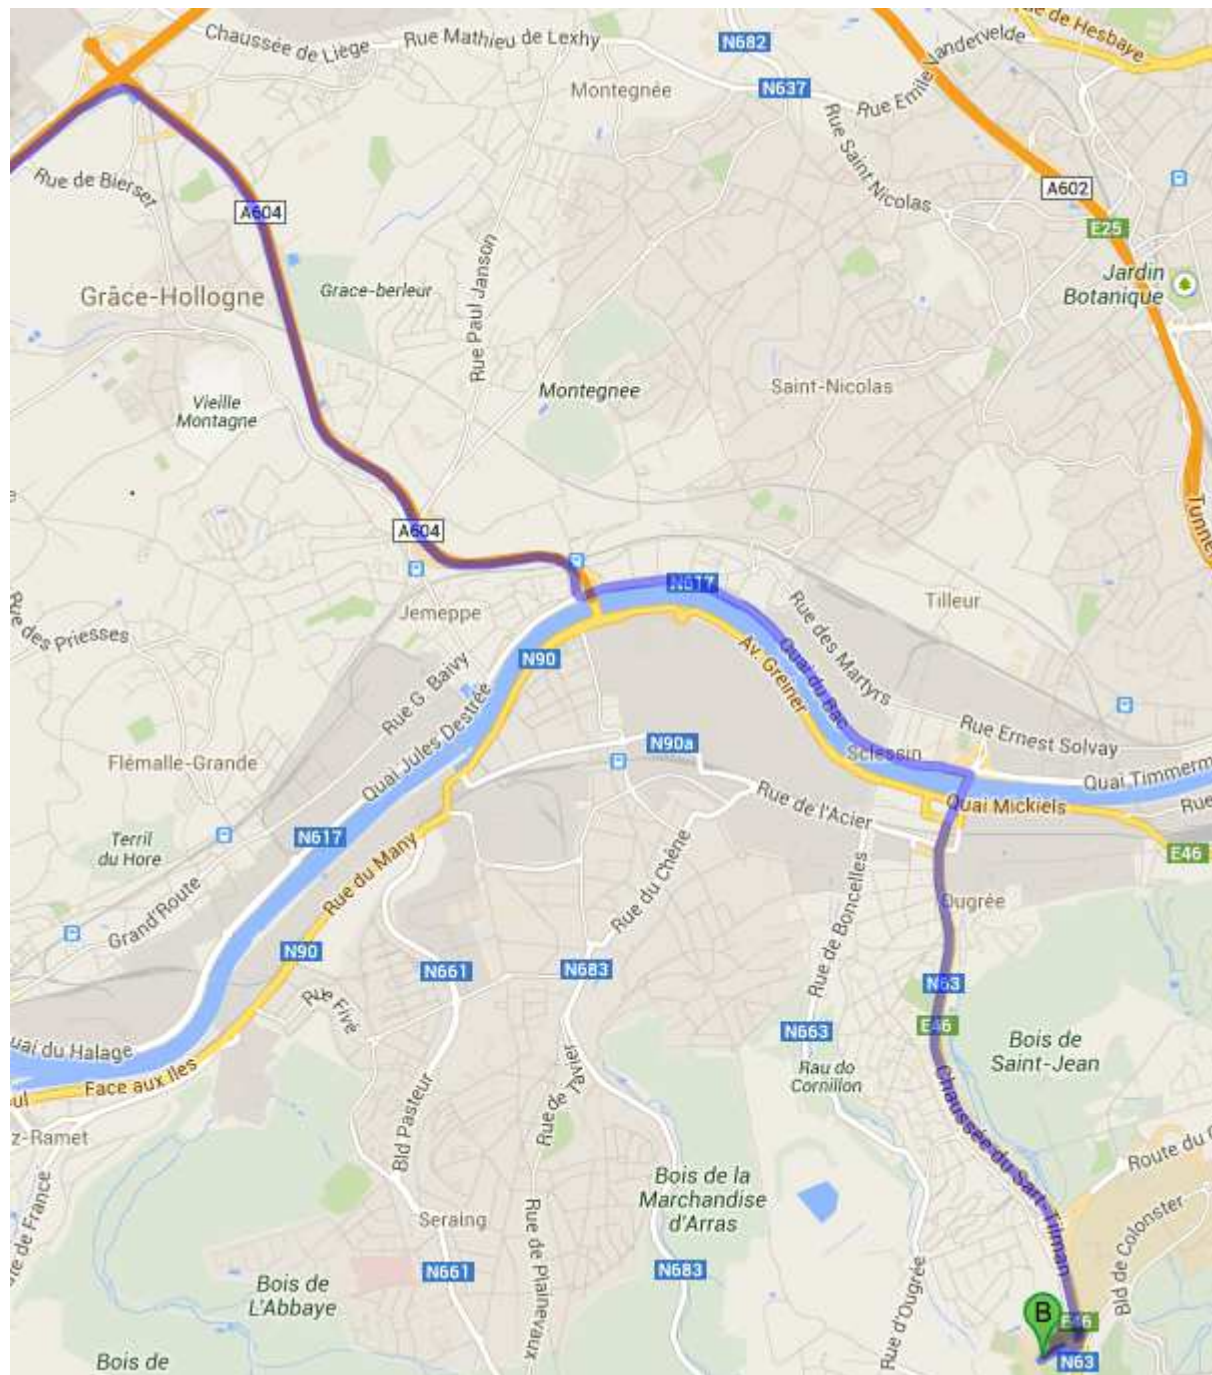 Chaussée de Liège
Rue Mathieu de Lexhy
N682
de Hesbaye
Rue Emile Vandervelde
Montegnée
N637
Rue Saint-Nicolas
Rue de Bierset
A604
A602
E25
Jardin
Botanique
Grâce-Hollogne
Grace-berleur
Rue Paul Janson
Vieille
Montagne
Montegnee
Saint-Nicolas
A604
Tunne
Jemeppe
N617
Tilleur
Rue des Priesses
Rue des Martyrs
Quai du Bac
Av. Greiner
N90
Rue G. Baivy
Quai Jules Destrée
N90a
Rue Ernest Solvay
Sclessin
Flémalle-Grande
Quai Timmerm
Rue de l'Acier
Quai Mickiels
Rue
Terril
du Hore
N617
E46
Rue du Many
Rue du Chêne
Rue de Boncelles
Ougrée
Grand'Route
N90
N661
N683
N63
Rue Fivé
N663
E46
Bois de
Saint-Jean
uai du Halage
Face aux Iles
ul
Rau do
Cornillon
Bld Pasteur
z-Ramet
Chaussée du Sart-Tilman
Route du C
Bois de la
Marchandise
d'Arras
Seraing
Rue de Plainevaux
Bld de Colonster
te de France
N661
N683
Bois de
L'Abbaye
Rue d'Ougrée
B
E46
N63
Bois de